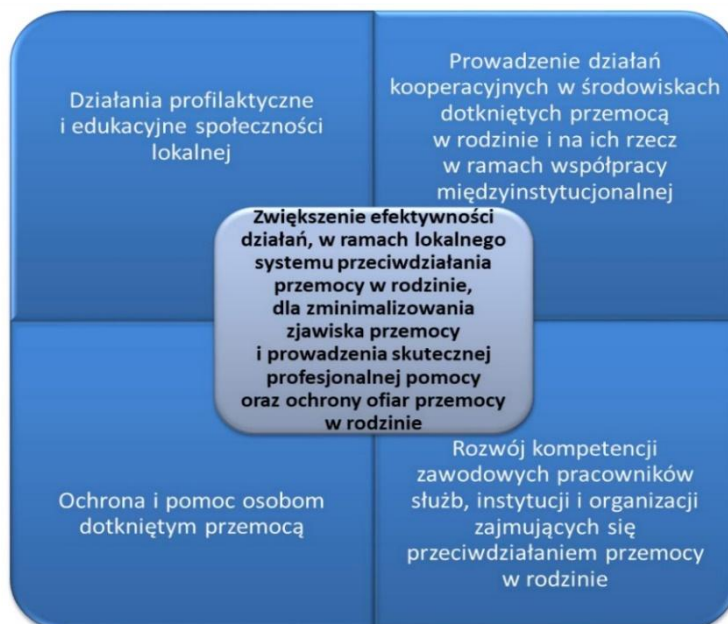 Działania profilaktyczne
i edukacyjne społeczności
lokalnej
Prowadzenie działań
kooperacyjnych w środowiskach
dotkniętych przemocą
w rodzinie i na ich rzecz
w ramach współpracy
międzyinstytucjonalnej
Zwiększenie efektywności
działań, w ramach lokalnego
systemu przeciwdziałania
przemocy w rodzinie,
dla zminimalizowania
zjawiska przemocy
i prowadzenia skutecznej
profesjonalnej pomocy
oraz ochrony ofiar przemocy
w rodzinie
Ochrona i pomoc osobom
dotkniętym przemocą
Rozwój kompetencji
zawodowych pracowników
służb, instytucji i organizacji
zajmujących się
przeciwdziałaniem przemocy
w rodzinie